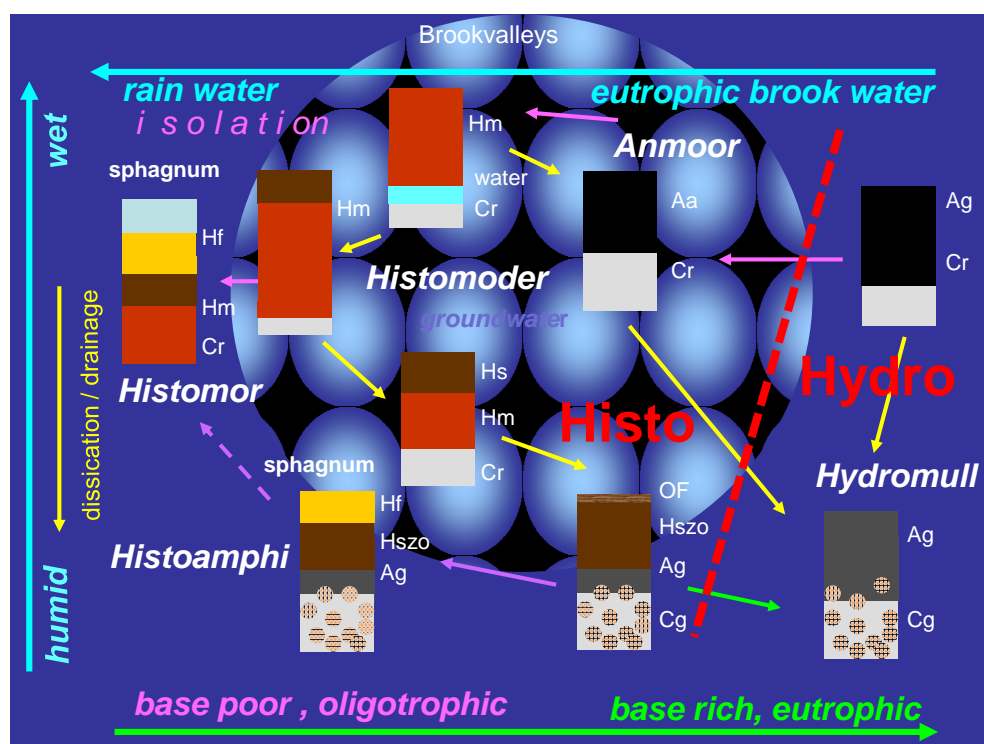 Brookvalleys
rain water
eutrophic brook water
i s o l a t i on
wet
Hm
Anmoor
sphagnum
water
Aa
Ag
Hm
Cr
Hf
Cr
Cr
Histomoder
Hm
groundwater
Cr
dissication / drainage
Histomor
Hs
Hydro
Hm
Histo
sphagnum
Cr
Hydromull
OF
Hf
Hszo
Ag
Hszo
Histoamphi
Ag
Ag
Cg
Cg
humid
base poor , oligotrophic
base rich, eutrophic